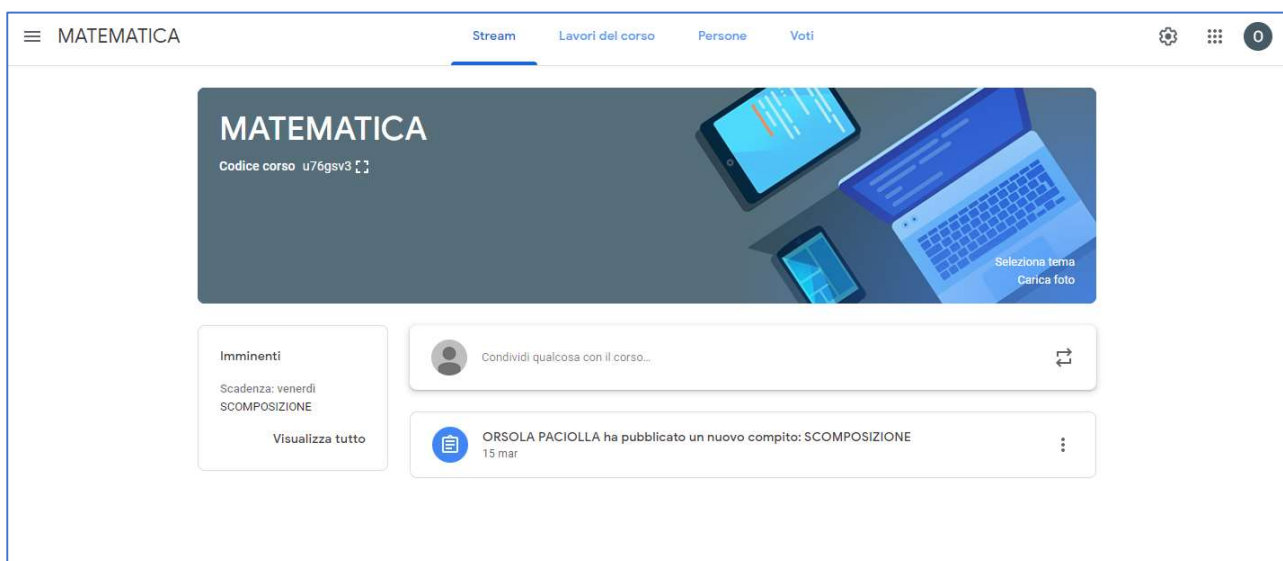 MATEMATICA
Stream
Lavori del corso
Persone
Voti
O
MATEMATICA
Codice corso u76gsv3
Seleziona tema
Carica foto
Imminenti
Scadenza: venerdì
SCOMPOSIZIONE
Visualizza tutto
Condividi qualcosa con il corso...
ORSOLA PACIOLLA ha pubblicato un nuovo compito: SCOMPOSIZIONE
15 mar